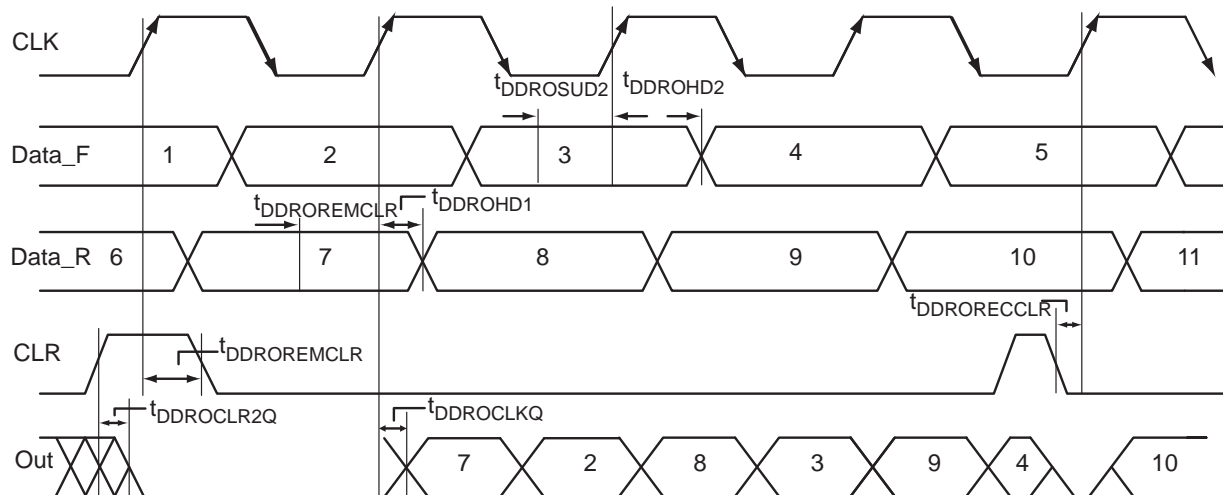 CLK
tDDROSUD2 tDDROHD2
Data_F 1 2 3 4 5
tDDROREMCLR tDDROHD1
Data_R 6 7 8 9 10 11
tDDRORECCLR
CLR tDDROREMCLR
tDDROCLR2Q tDDROCLKQ
Out 7 2 8 3 9 4 10